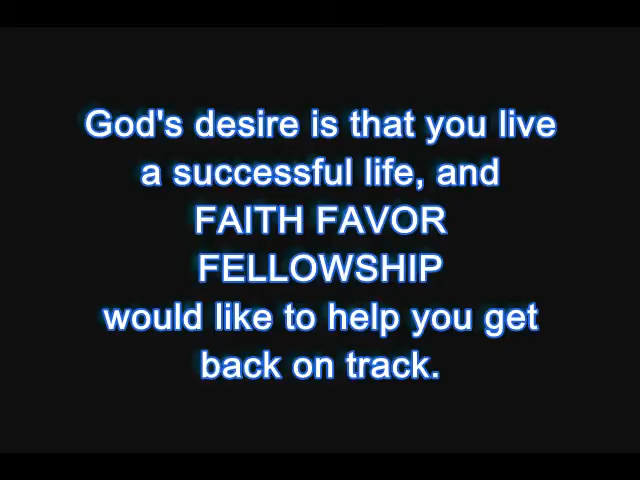 God's desire is that you live
a successful life, and
FAITH FAVOR
FELLOWSHIP
would like to help you get
back on track.